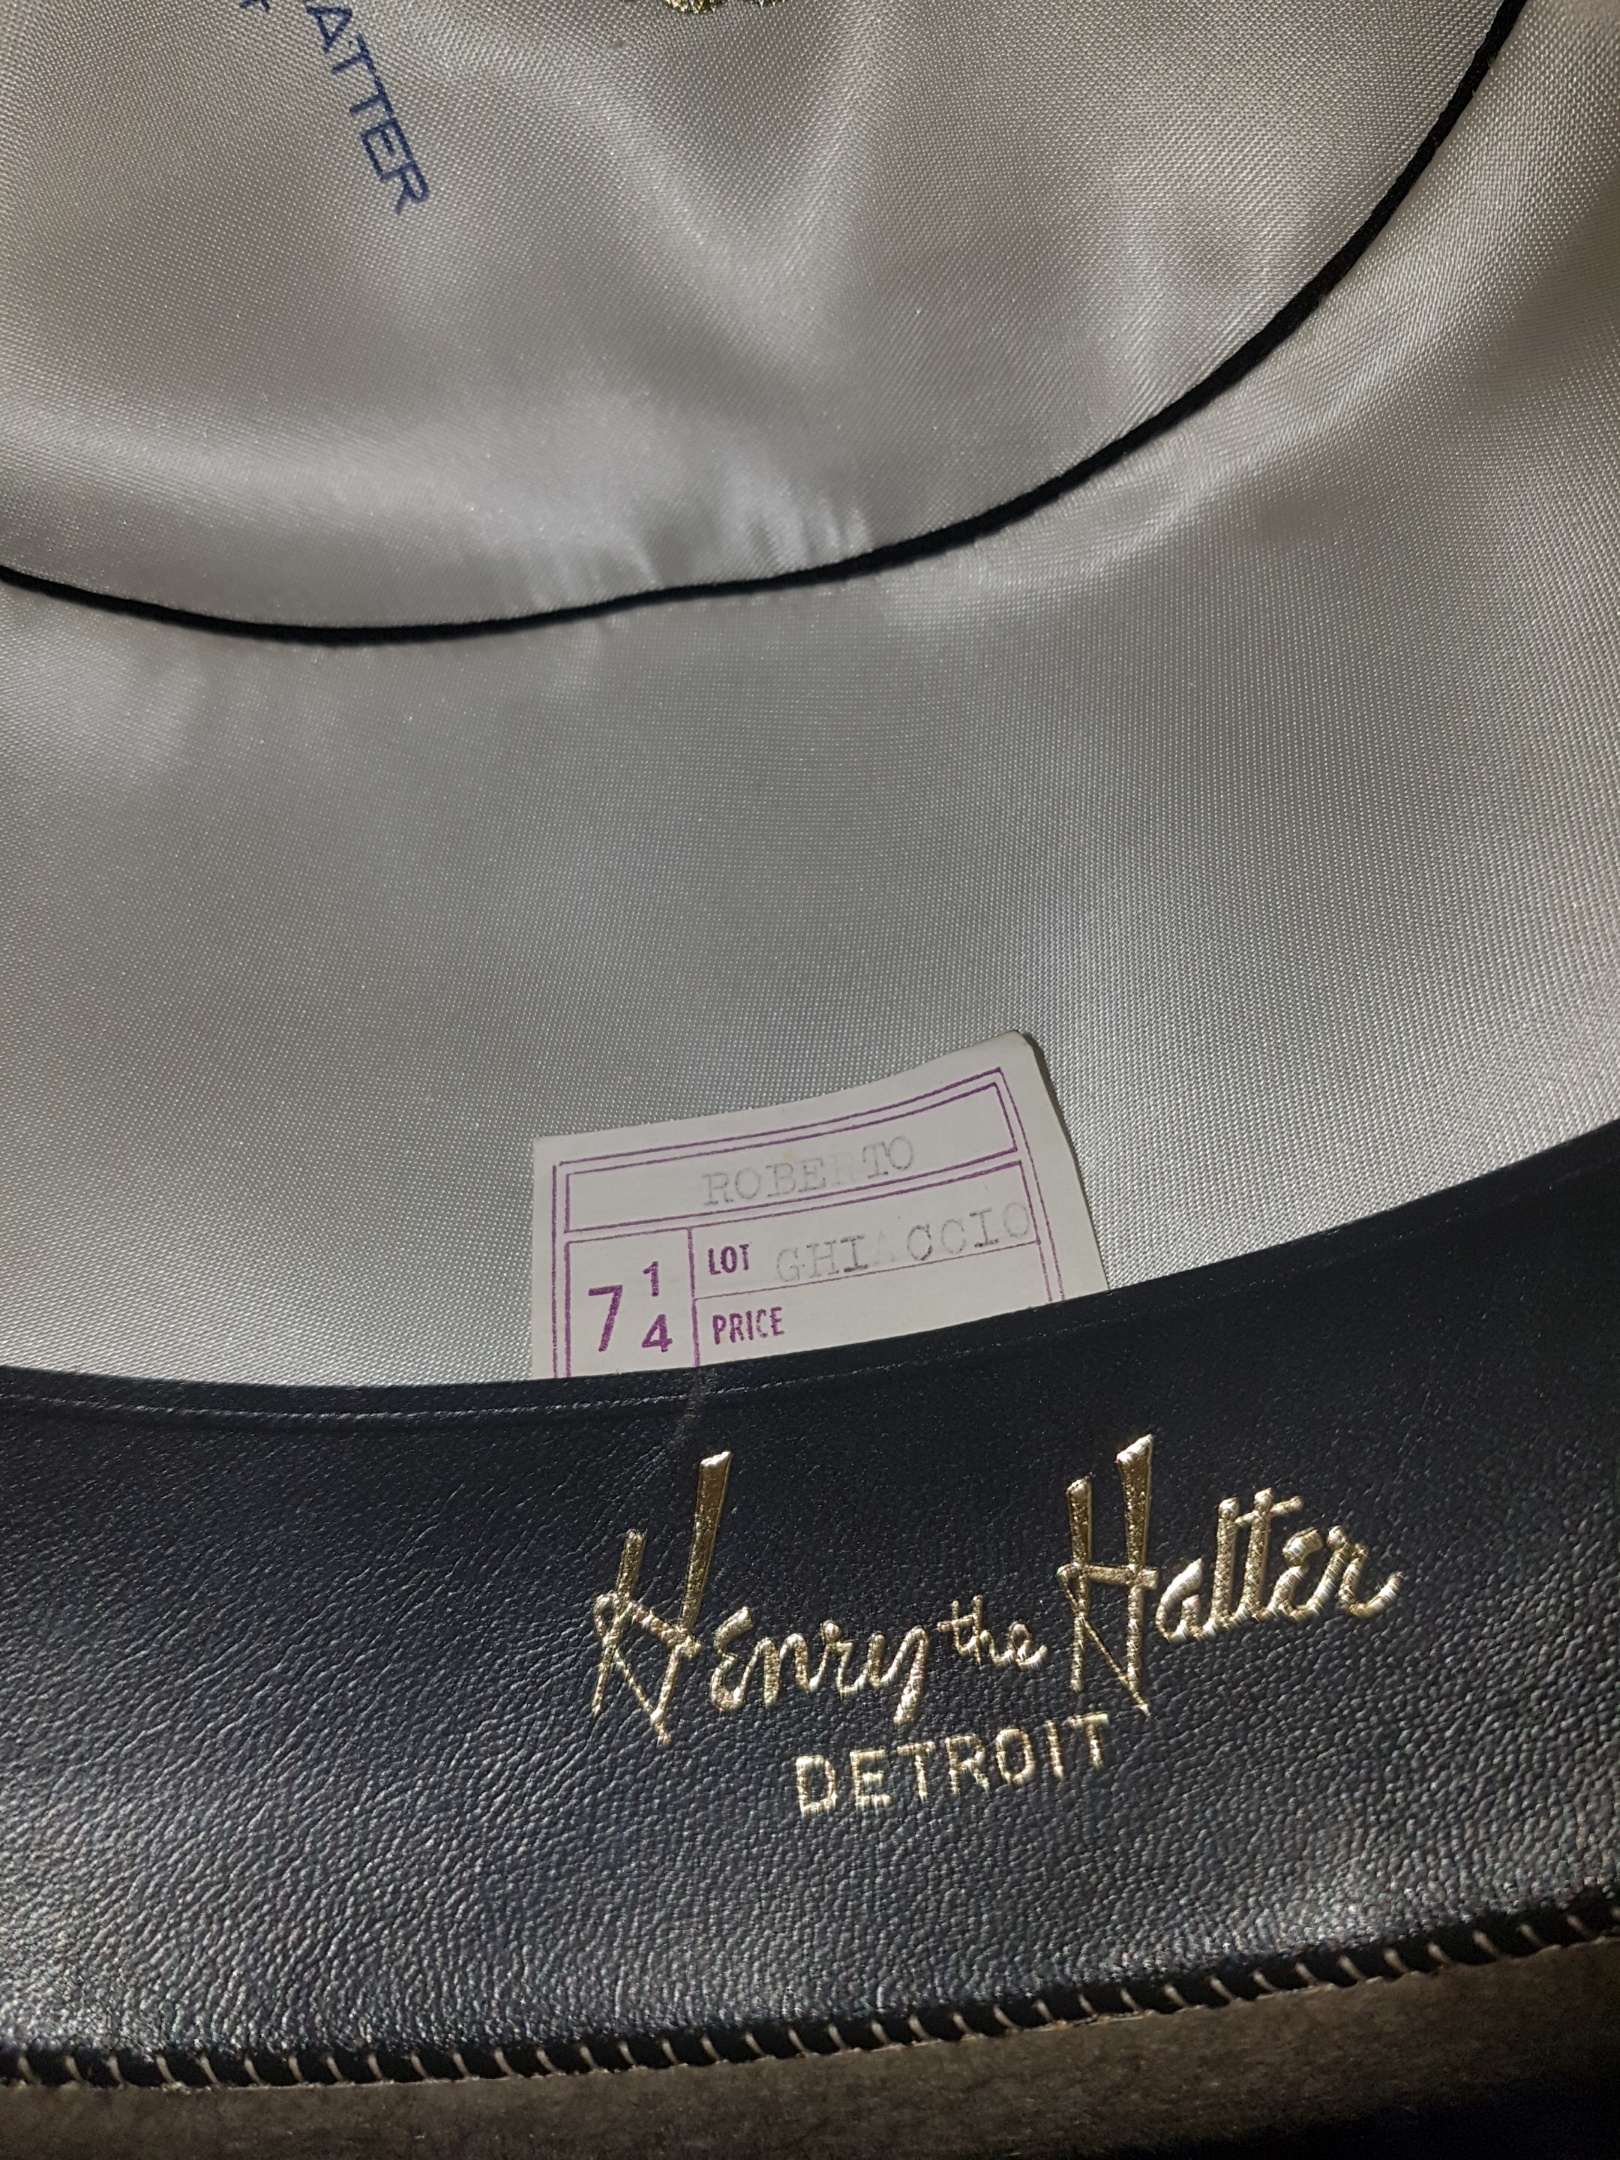 ATTER
ROBERTO
7 1/4
LOT GHIACCIO
PRICE
Henry the Hatter
DETROIT